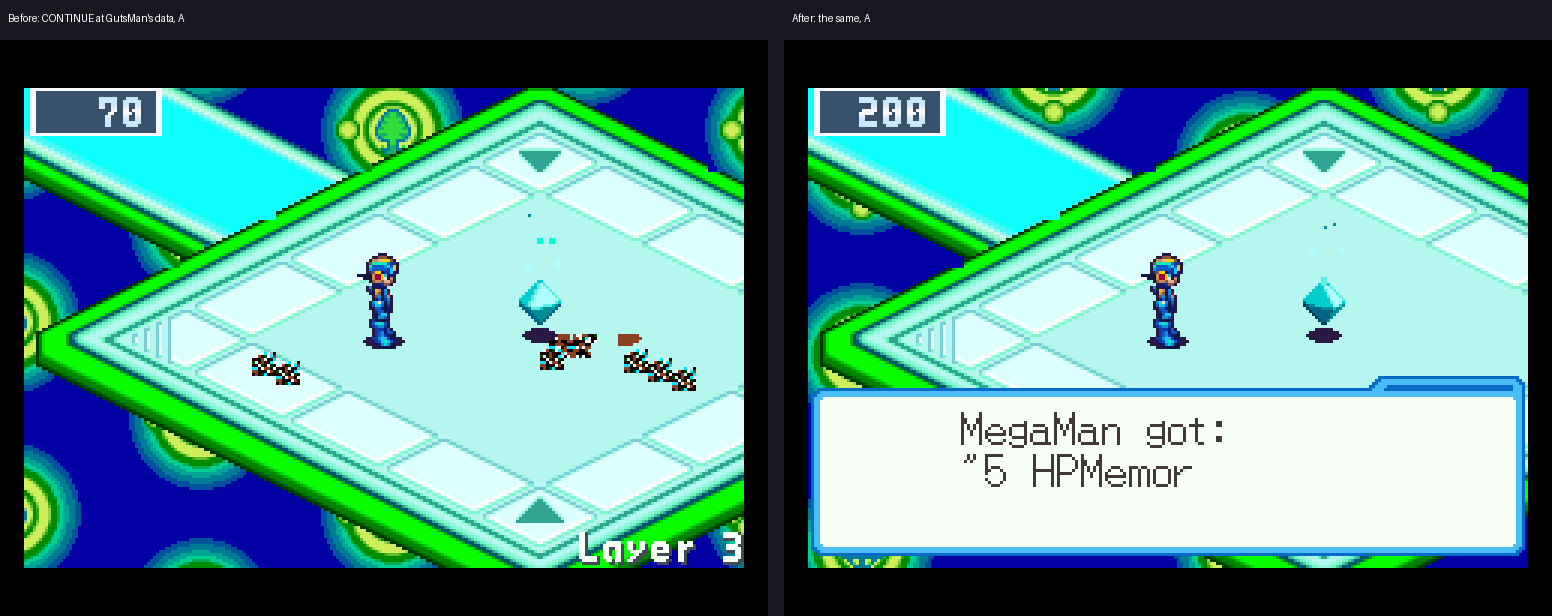 Before: CONTINUE at GutsMan's data, A
After: the same, A
70
Layer 3
200
MegaMan got:
"5 HPMemor